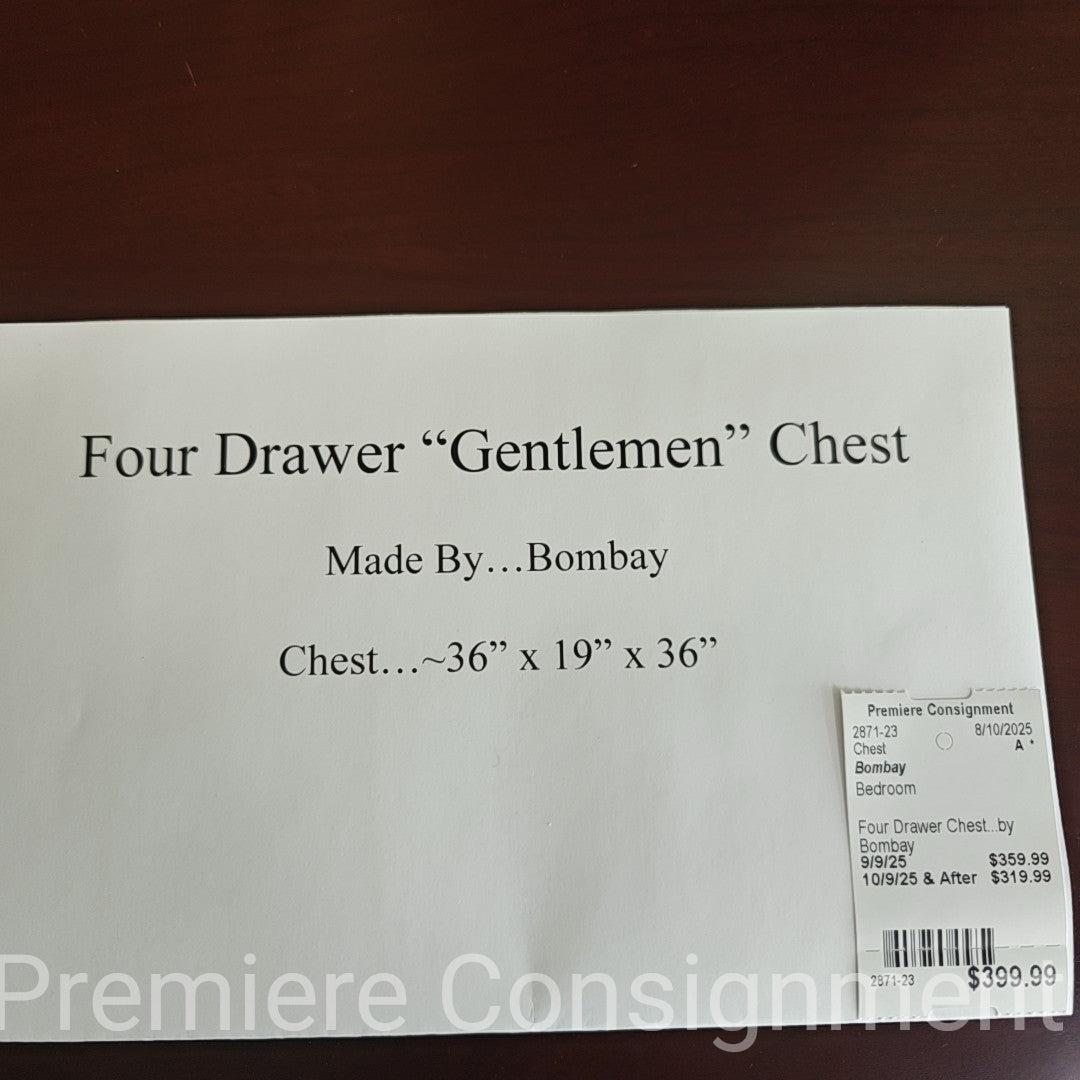 Four Drawer “Gentlemen” Chest
Made By…Bombay
Chest…~36” x 19” x 36”
Premiere Consignment
2871-23 8/10/2025
Chest A *
Bombay
Bedroom
Four Drawer Chest...by
Bombay
9/9/25 $359.99
10/9/25 & After $319.99
2871-23 $399.99
Premiere Consignment